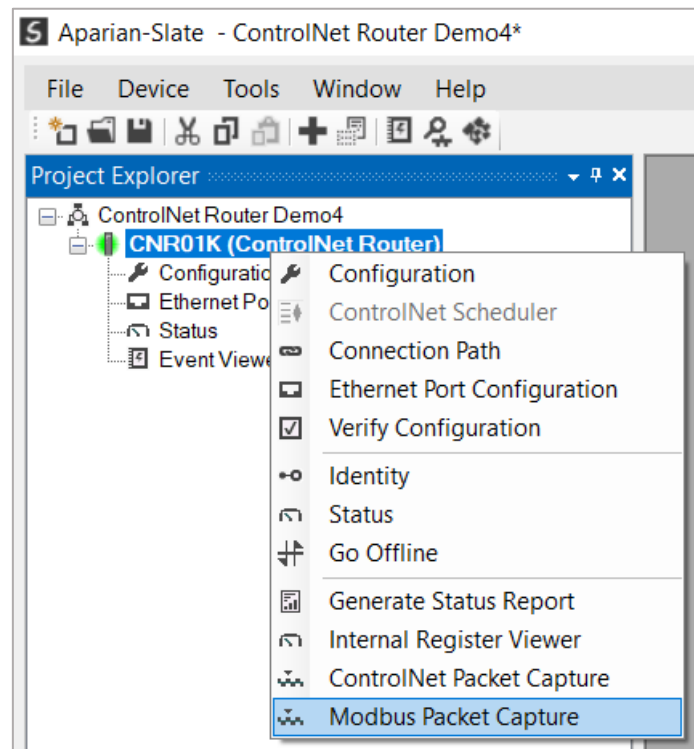 S Aparian-Slate - ControlNet Router Demo4*
File Device Tools Window Help
Project Explorer
ControlNet Router Demo4
CNR01K (ControlNet Router)
Configuratio
Ethernet Po
Status
Event Viewe
Configuration
ControlNet Scheduler
Connection Path
Ethernet Port Configuration
Verify Configuration
Identity
Status
Go Offline
Generate Status Report
Internal Register Viewer
ControlNet Packet Capture
Modbus Packet Capture